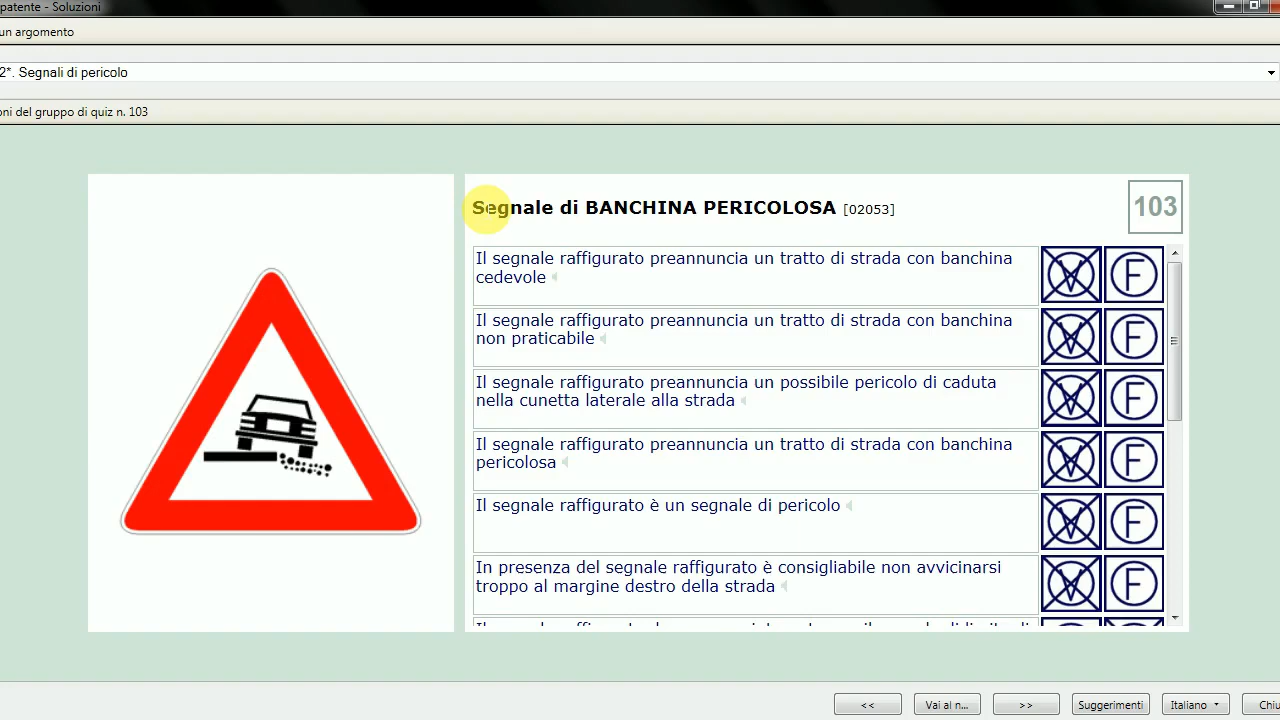 patente - Soluzioni
un argomento
2*. Segnali di pericolo
oni del gruppo di quiz n. 103
Segnale di BANCHINA PERICOLOSA [02053]
103
Il segnale raffigurato preannuncia un tratto di strada con banchina
cedevole
V F
Il segnale raffigurato preannuncia un tratto di strada con banchina
non praticabile
V F
Il segnale raffigurato preannuncia un possibile pericolo di caduta
nella cunetta laterale alla strada
V F
Il segnale raffigurato preannuncia un tratto di strada con banchina
pericolosa
V F
Il segnale raffigurato è un segnale di pericolo
V F
In presenza del segnale raffigurato è consigliabile non avvicinarsi
troppo al margine destro della strada
V F
<<
Vai al n...
>>
Suggerimenti
Italiano
Chiu